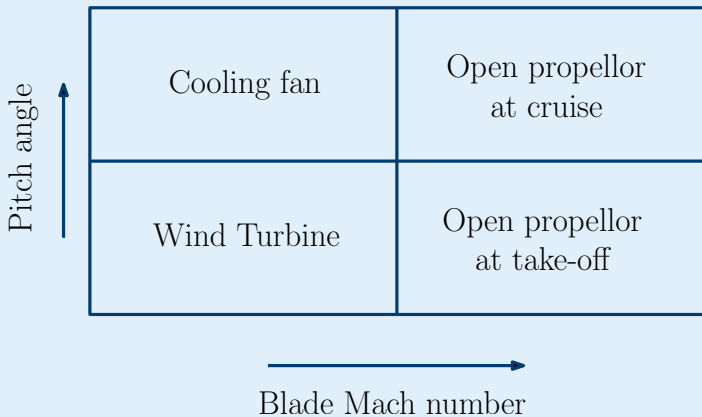 Cooling fan
Open propellor
at cruise
Pitch angle
Wind Turbine
Open propellor
at take-off
Blade Mach number